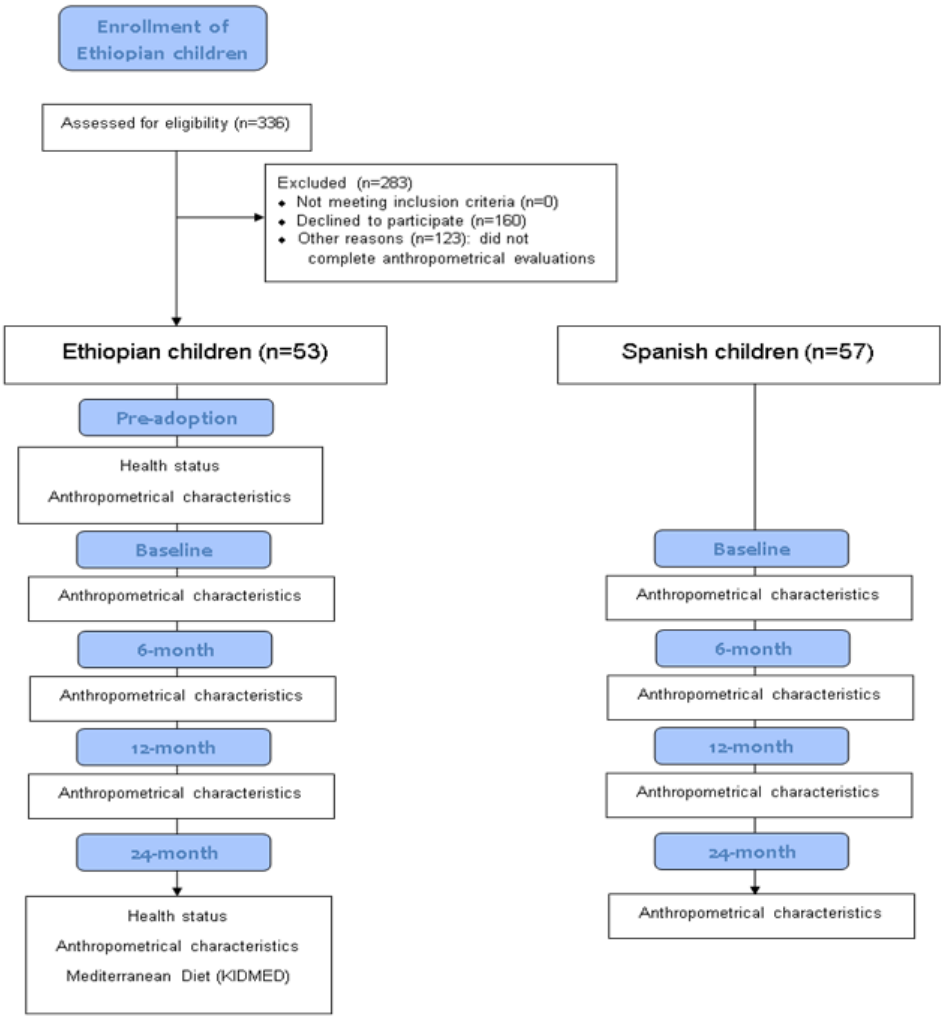 Enrollment of
Ethiopian children
Assessed for eligibility (n=336)
Excluded (n=283)
◆ Not meeting inclusion criteria (n=0)
◆ Declined to participate (n=160)
◆ Other reasons (n=123): did not
complete anthropometrical evaluations
Ethiopian children (n=53)
Pre-adoption
Health status
Anthropometrical characteristics
Baseline
Anthropometrical characteristics
6-month
Anthropometrical characteristics
12-month
Anthropometrical characteristics
24-month
Health status
Anthropometrical characteristics
Mediterranean Diet (KIDMED)
Spanish children (n=57)
Baseline
Anthropometrical characteristics
6-month
Anthropometrical characteristics
12-month
Anthropometrical characteristics
24-month
Anthropometrical characteristics